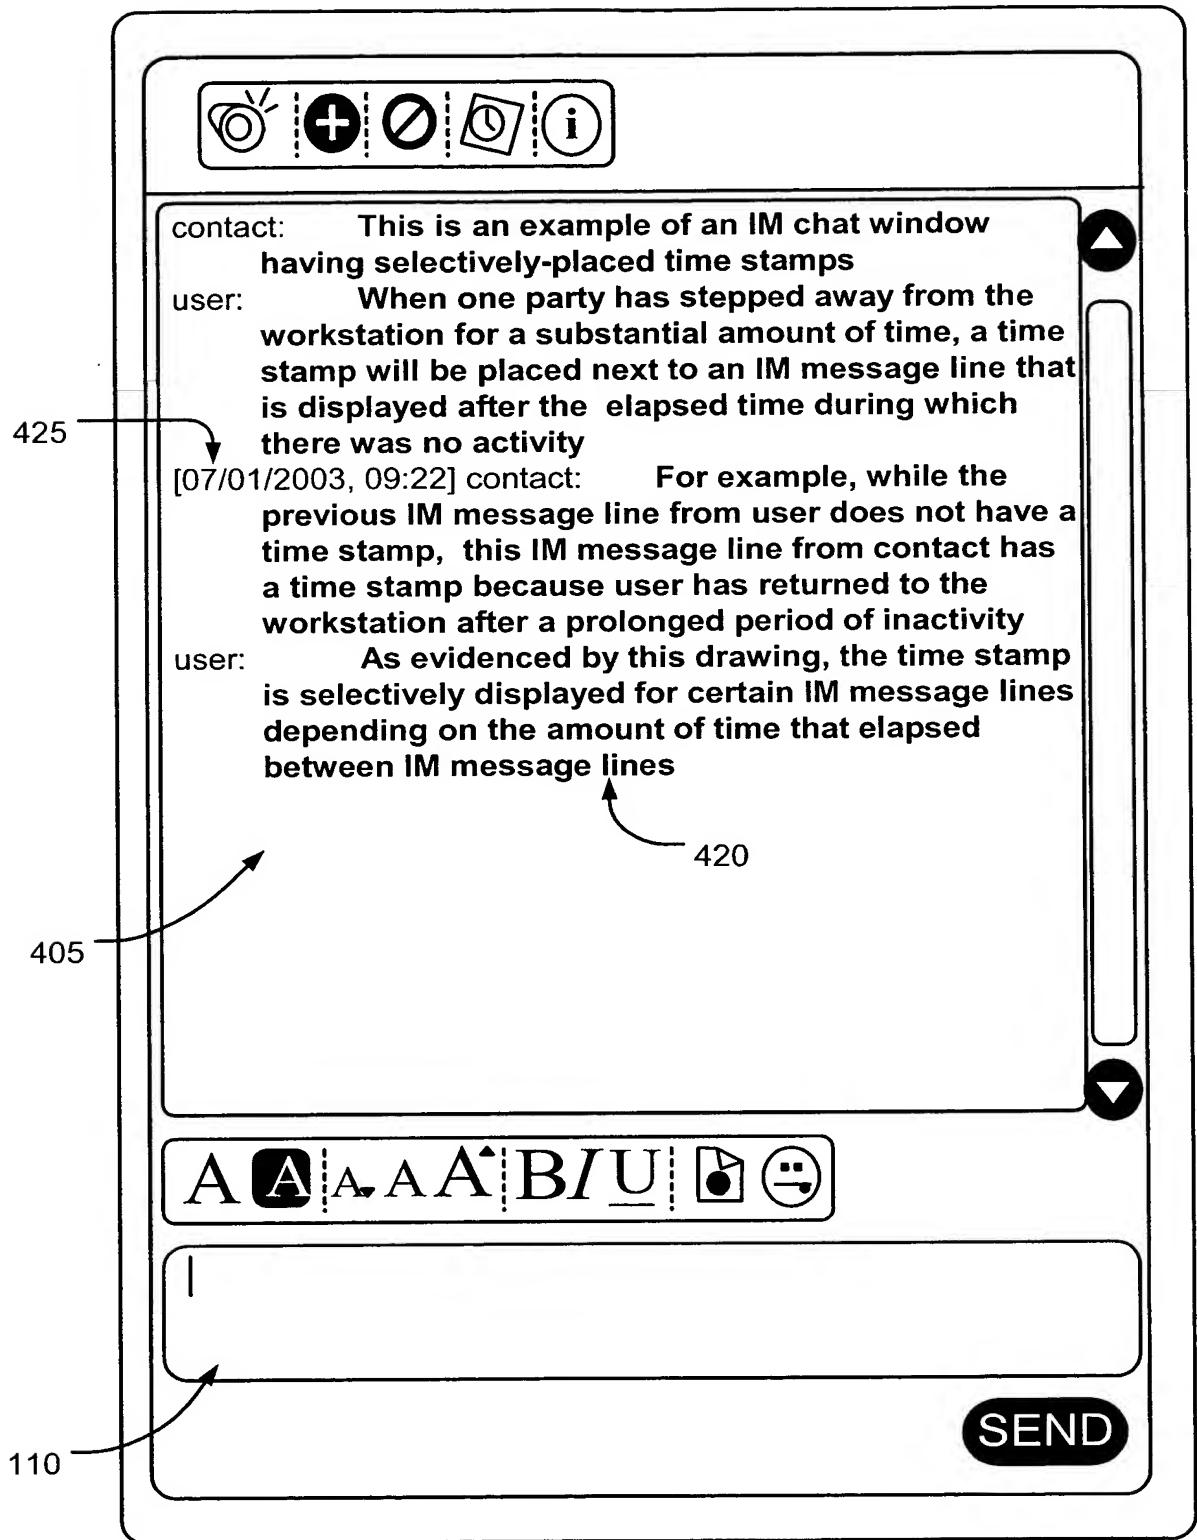 i
contact: This is an example of an IM chat window
having selectively-placed time stamps
user: When one party has stepped away from the
workstation for a substantial amount of time, a time
stamp will be placed next to an IM message line that
is displayed after the elapsed time during which
there was no activity
425
[07/01/2003, 09:22] contact: For example, while the
previous IM message line from user does not have a
time stamp, this IM message line from contact has
a time stamp because user has returned to the
workstation after a prolonged period of inactivity
user: As evidenced by this drawing, the time stamp
is selectively displayed for certain IM message lines
depending on the amount of time that elapsed
between IM message lines
420
405
A A A A A B I U
110
SEND